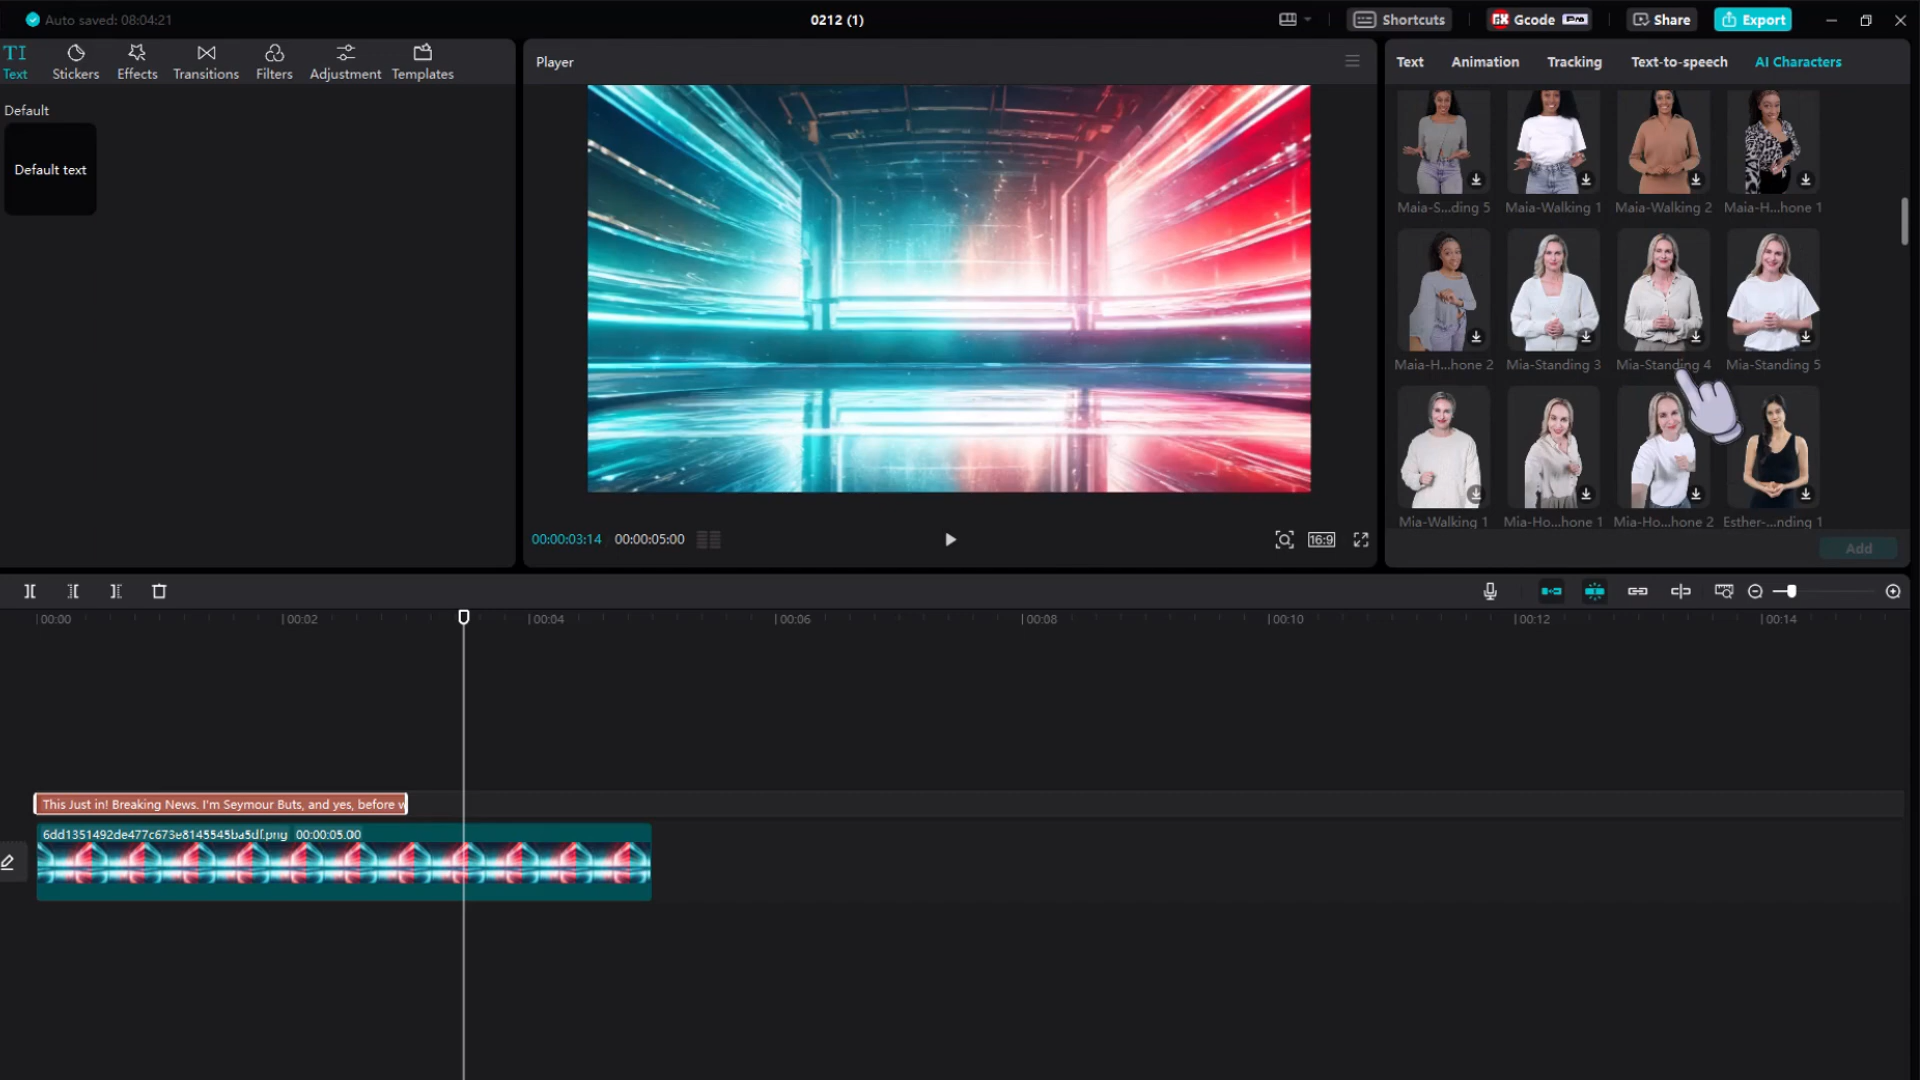 Auto saved: 08:04:21
0212 (1)
Shortcuts
GX Gcode Pro
Share
Export
TI
Text
Stickers
Effects
Transitions
Filters
Adjustment
Templates
Default
Default text
Player
00:00:03:14
00:00:05:00
16:9
Text
Animation
Tracking
Text-to-speech
AI Characters
Maia-S...ding 5
Maia-Walking 1
Maia-Walking 2
Maia-H...hone 1
Maia-H...hone 2
Mia-Standing 3
Mia-Standing 4
Mia-Standing 5
Mia-Walking 1
Mia-Ho...hone 1
Mia-Ho...hone 2
Esther-...nding 1
Add
00:00
00:02
00:04
00:06
00:08
00:10
00:12
00:14
This Just in! Breaking News. I'm Seymour Buts, and yes, before w
6dd1351492de477c673e8145545ba5df.png 00:00:05:00